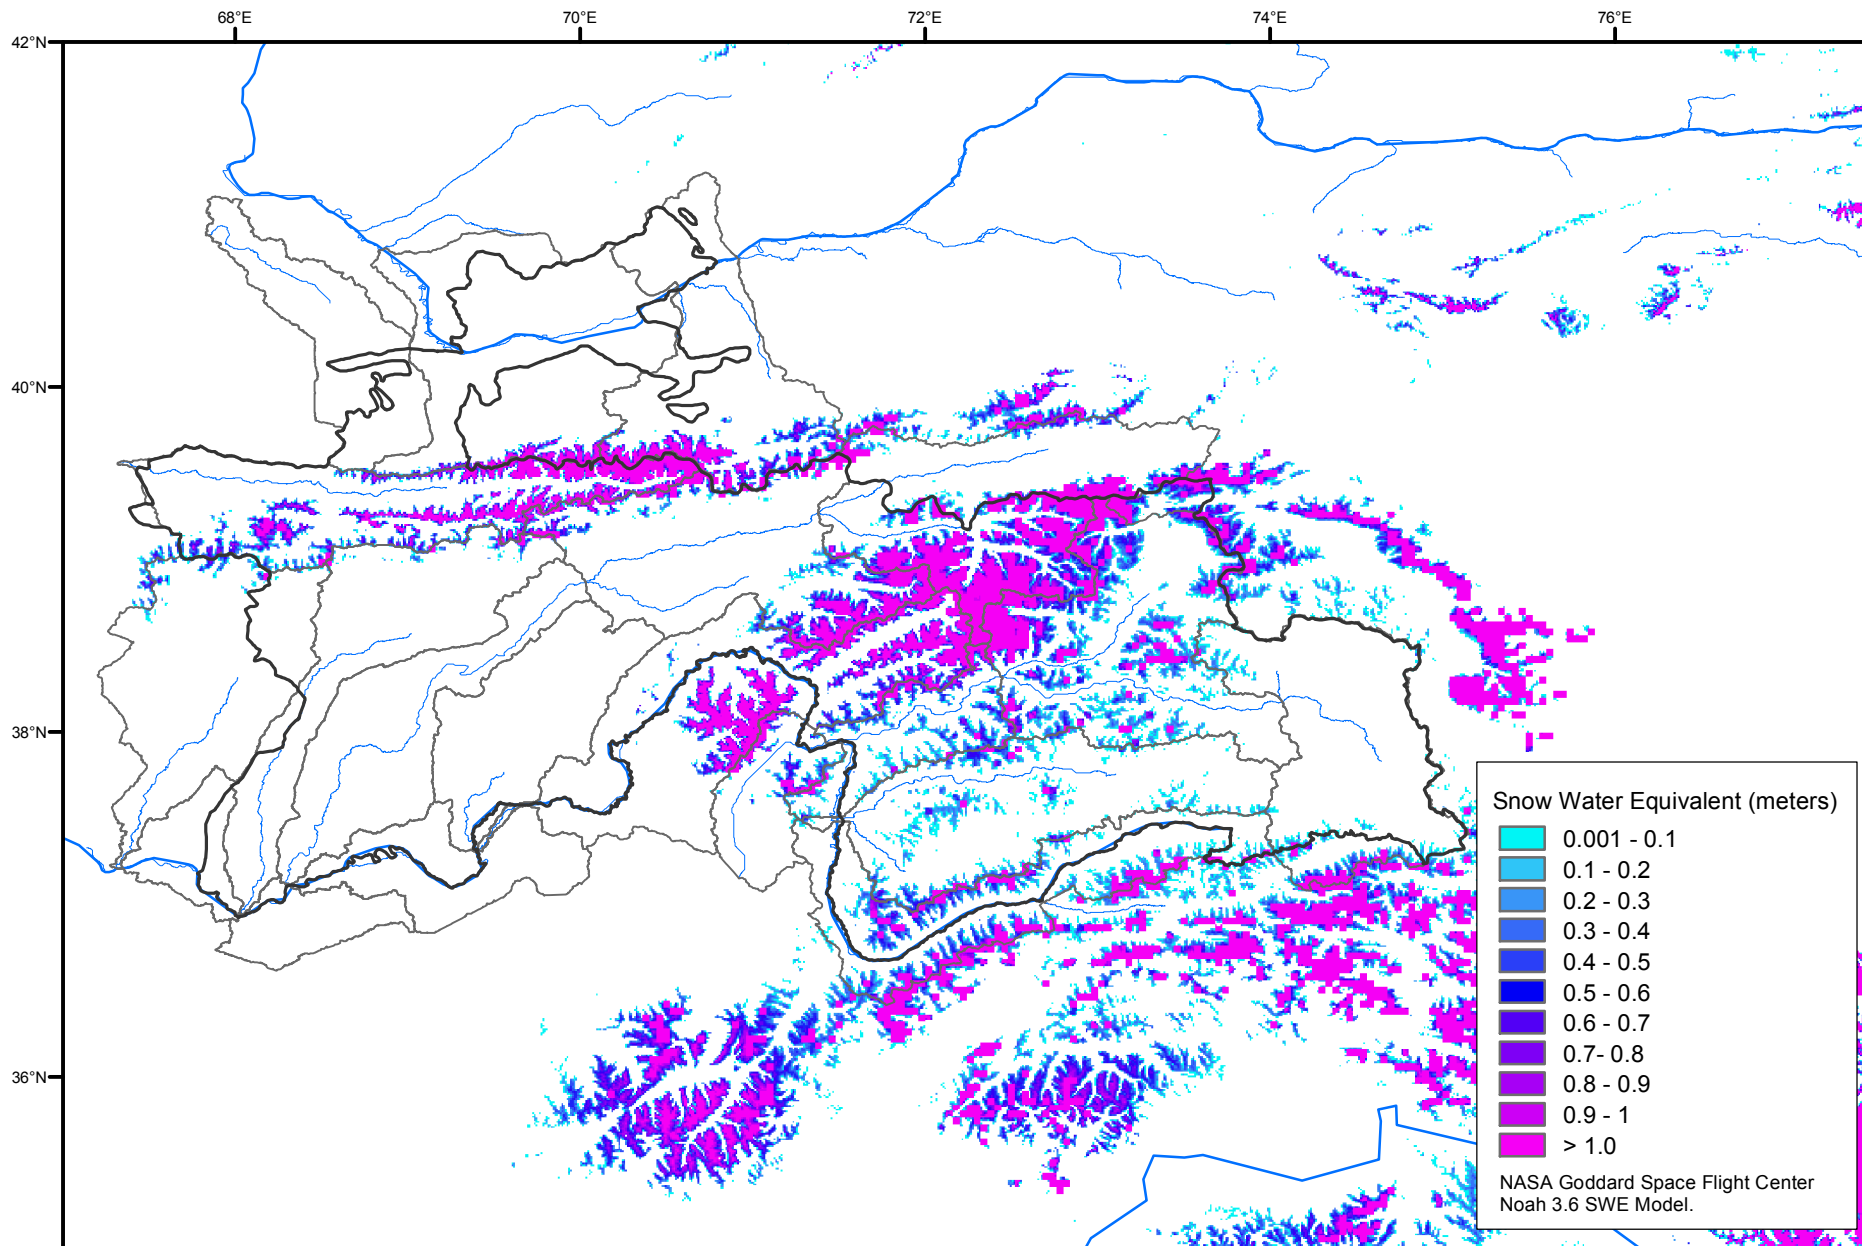 68°E
70°E
72°E
74°E
76°E
42°N
40°N
38°N
36°N
Snow Water Equivalent (meters)
0.001 - 0.1
0.1 - 0.2
0.2 - 0.3
0.3 - 0.4
0.4 - 0.5
0.5 - 0.6
0.6 - 0.7
0.7- 0.8
0.8 - 0.9
0.9 - 1
> 1.0
NASA Goddard Space Flight Center
Noah 3.6 SWE Model.